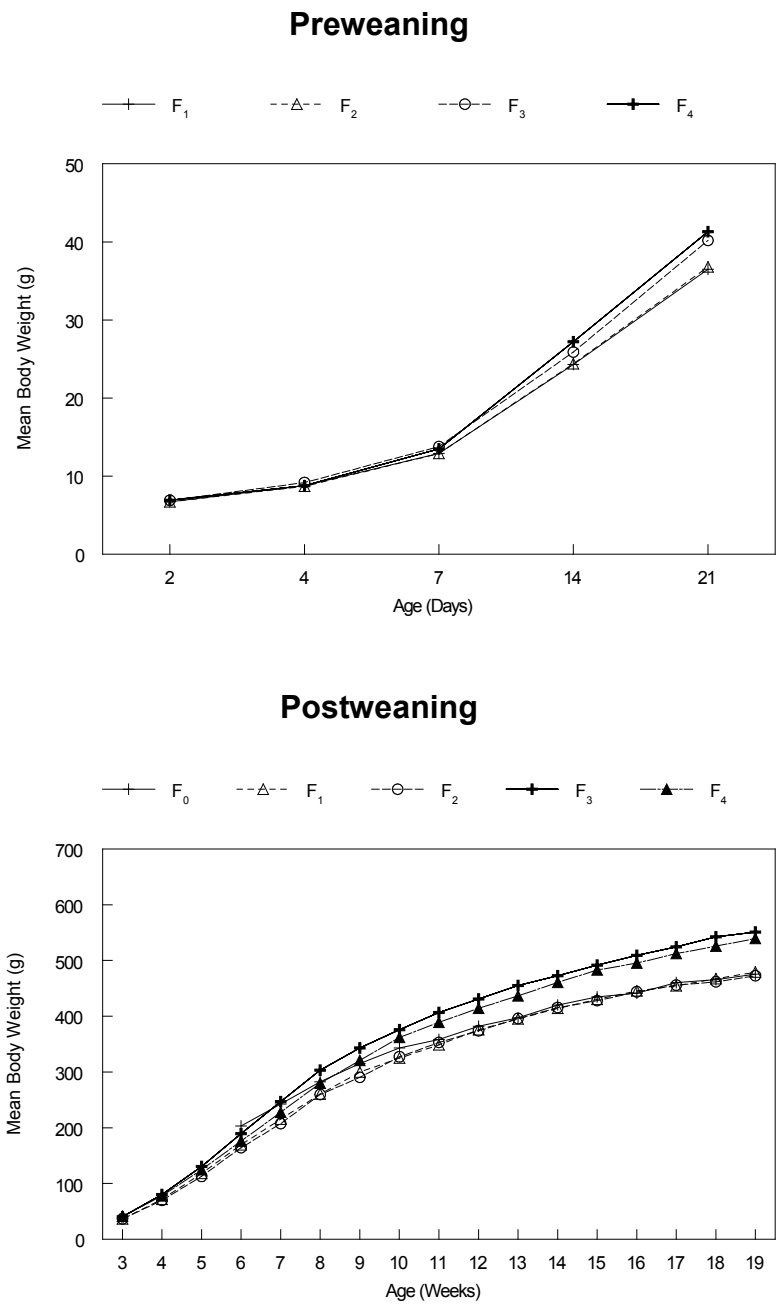 Preweaning
F₁ F₂ F₃ F₄
50
40
30
20
10
0
Mean Body Weight (g)
2 4 7 14 21
Age (Days)
Postweaning
F₀ F₁ F₂ F₃ F₄
700
600
500
400
300
200
100
0
Mean Body Weight (g)
3 4 5 6 7 8 9 10 11 12 13 14 15 16 17 18 19
Age (Weeks)